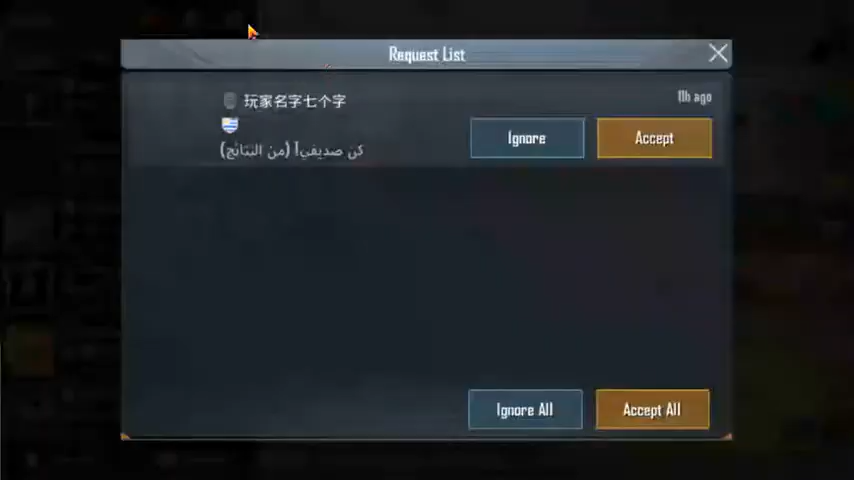 Request List
玩家名字七个字
11h ago
كن صديفي! (من النتائج)
Ignore
Accept
Ignore All
Accept All